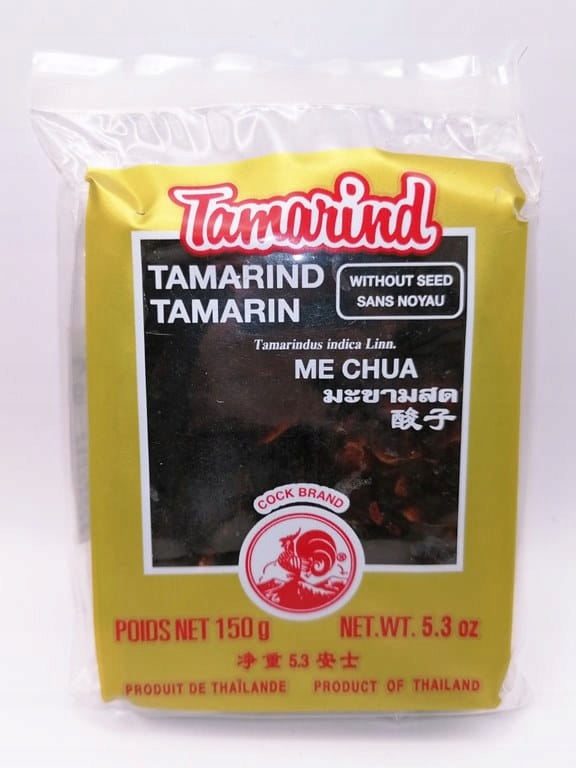 Tamarind
TAMARIND
TAMARIN
WITHOUT SEED
SANS NOYAU
Tamarindus indica Linn.
ME CHUA
มะขามสด
酸子
COCK BRAND
®
POIDS NET 150 g
NET.WT. 5.3 oz
净重 5.3 安士
PRODUIT DE THAÏLANDE
PRODUCT OF THAILAND